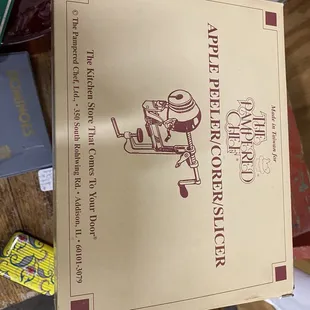 Made in Taiwan for
THE
PAMPERED
CHEF
APPLE PEELER/CORER/SLICER
The Kitchen Store That Comes To Your Door®
© The Pampered Chef, Ltd., • 350 South Rohlwing Rd. • Addison, IL • 60101-3079